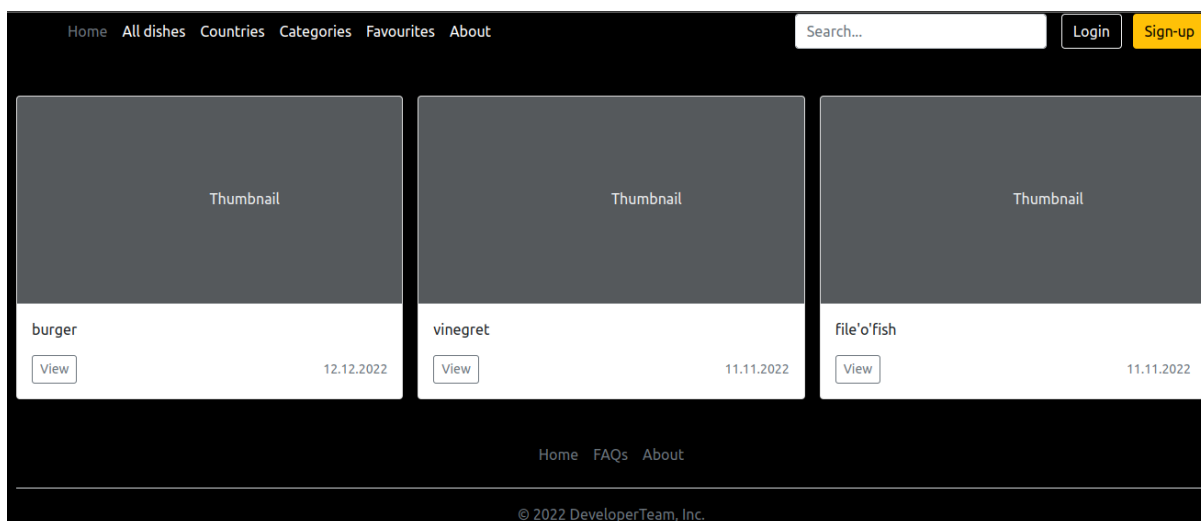 Home All dishes Countries Categories Favourites About Search... Login Sign-up
Thumbnail Thumbnail Thumbnail
burger vinegret file'o'fish
View 12.12.2022 View 11.11.2022 View 11.11.2022
Home FAQs About
© 2022 DeveloperTeam, Inc.